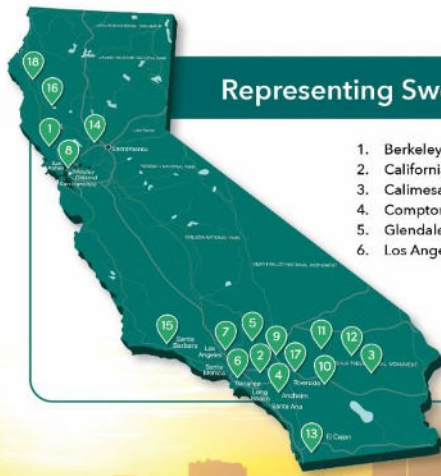 Representing Sw
1. Berkeley
2. California
3. Calimesa
4. Compton
5. Glendale
6. Los Ange
18
16
1
14
8
Sacramento
San Francisco
15
Santa
Barbara
7
5
9
11
12
Los
Angeles
6
2
17
3
Santa
Monica
4
10
Torrance
Long
Beach
Riverside
Anaheim
Santa Ana
13
El Cajon